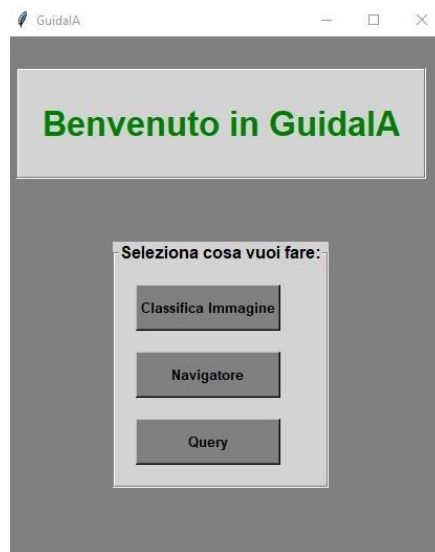 GuidaIA
Benvenuto in GuidaIA
Seleziona cosa vuoi fare:
Classifica Immagine
Navigatore
Query